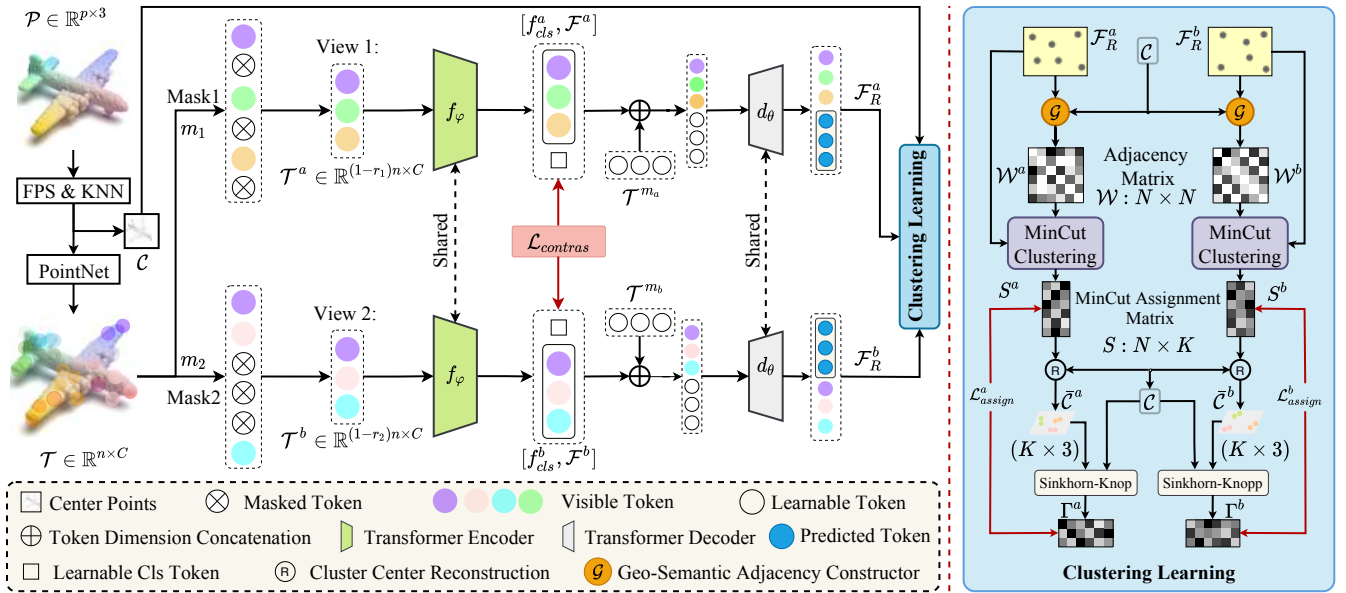 𝒫 ∈ ℝ^{p×3}
FPS & KNN
𝒞
PointNet
𝒯 ∈ ℝ^{n×C}
Mask1
m_1
m_2
Mask2
View 1:
𝒯^a ∈ ℝ^{(1−r_1)n×C}
View 2:
𝒯^b ∈ ℝ^{(1−r_2)n×C}
f_φ
Shared
f_φ
[f^a_{cls}, ℱ^a]
ℒ_{contras}
[f^b_{cls}, ℱ^b]
𝒯^{m_a}
𝒯^{m_b}
d_θ
Shared
d_θ
ℱ_R^a
ℱ_R^b
Clustering Learning
Center Points
Masked Token
Visible Token
Learnable Token
Token Dimension Concatenation
Transformer Encoder
Transformer Decoder
Predicted Token
Learnable Cls Token
R
Cluster Center Reconstruction
𝒢
Geo-Semantic Adjacency Constructor
ℱ_R^a
𝒞
ℱ_R^b
𝒢
𝒢
𝒲^a
Adjacency
Matrix
𝒲 : N × N
𝒲^b
MinCut
Clustering
MinCut
Clustering
S^a
MinCut Assignment
Matrix
S : N × K
S^b
R
R
ℒ^a_{assign}
𝒞̄^a
𝒞
𝒞̄^b
ℒ^b_{assign}
(K × 3)
(K × 3)
Sinkhorn-Knop
Sinkhorn-Knopp
Γ^a
Γ^b
Clustering Learning